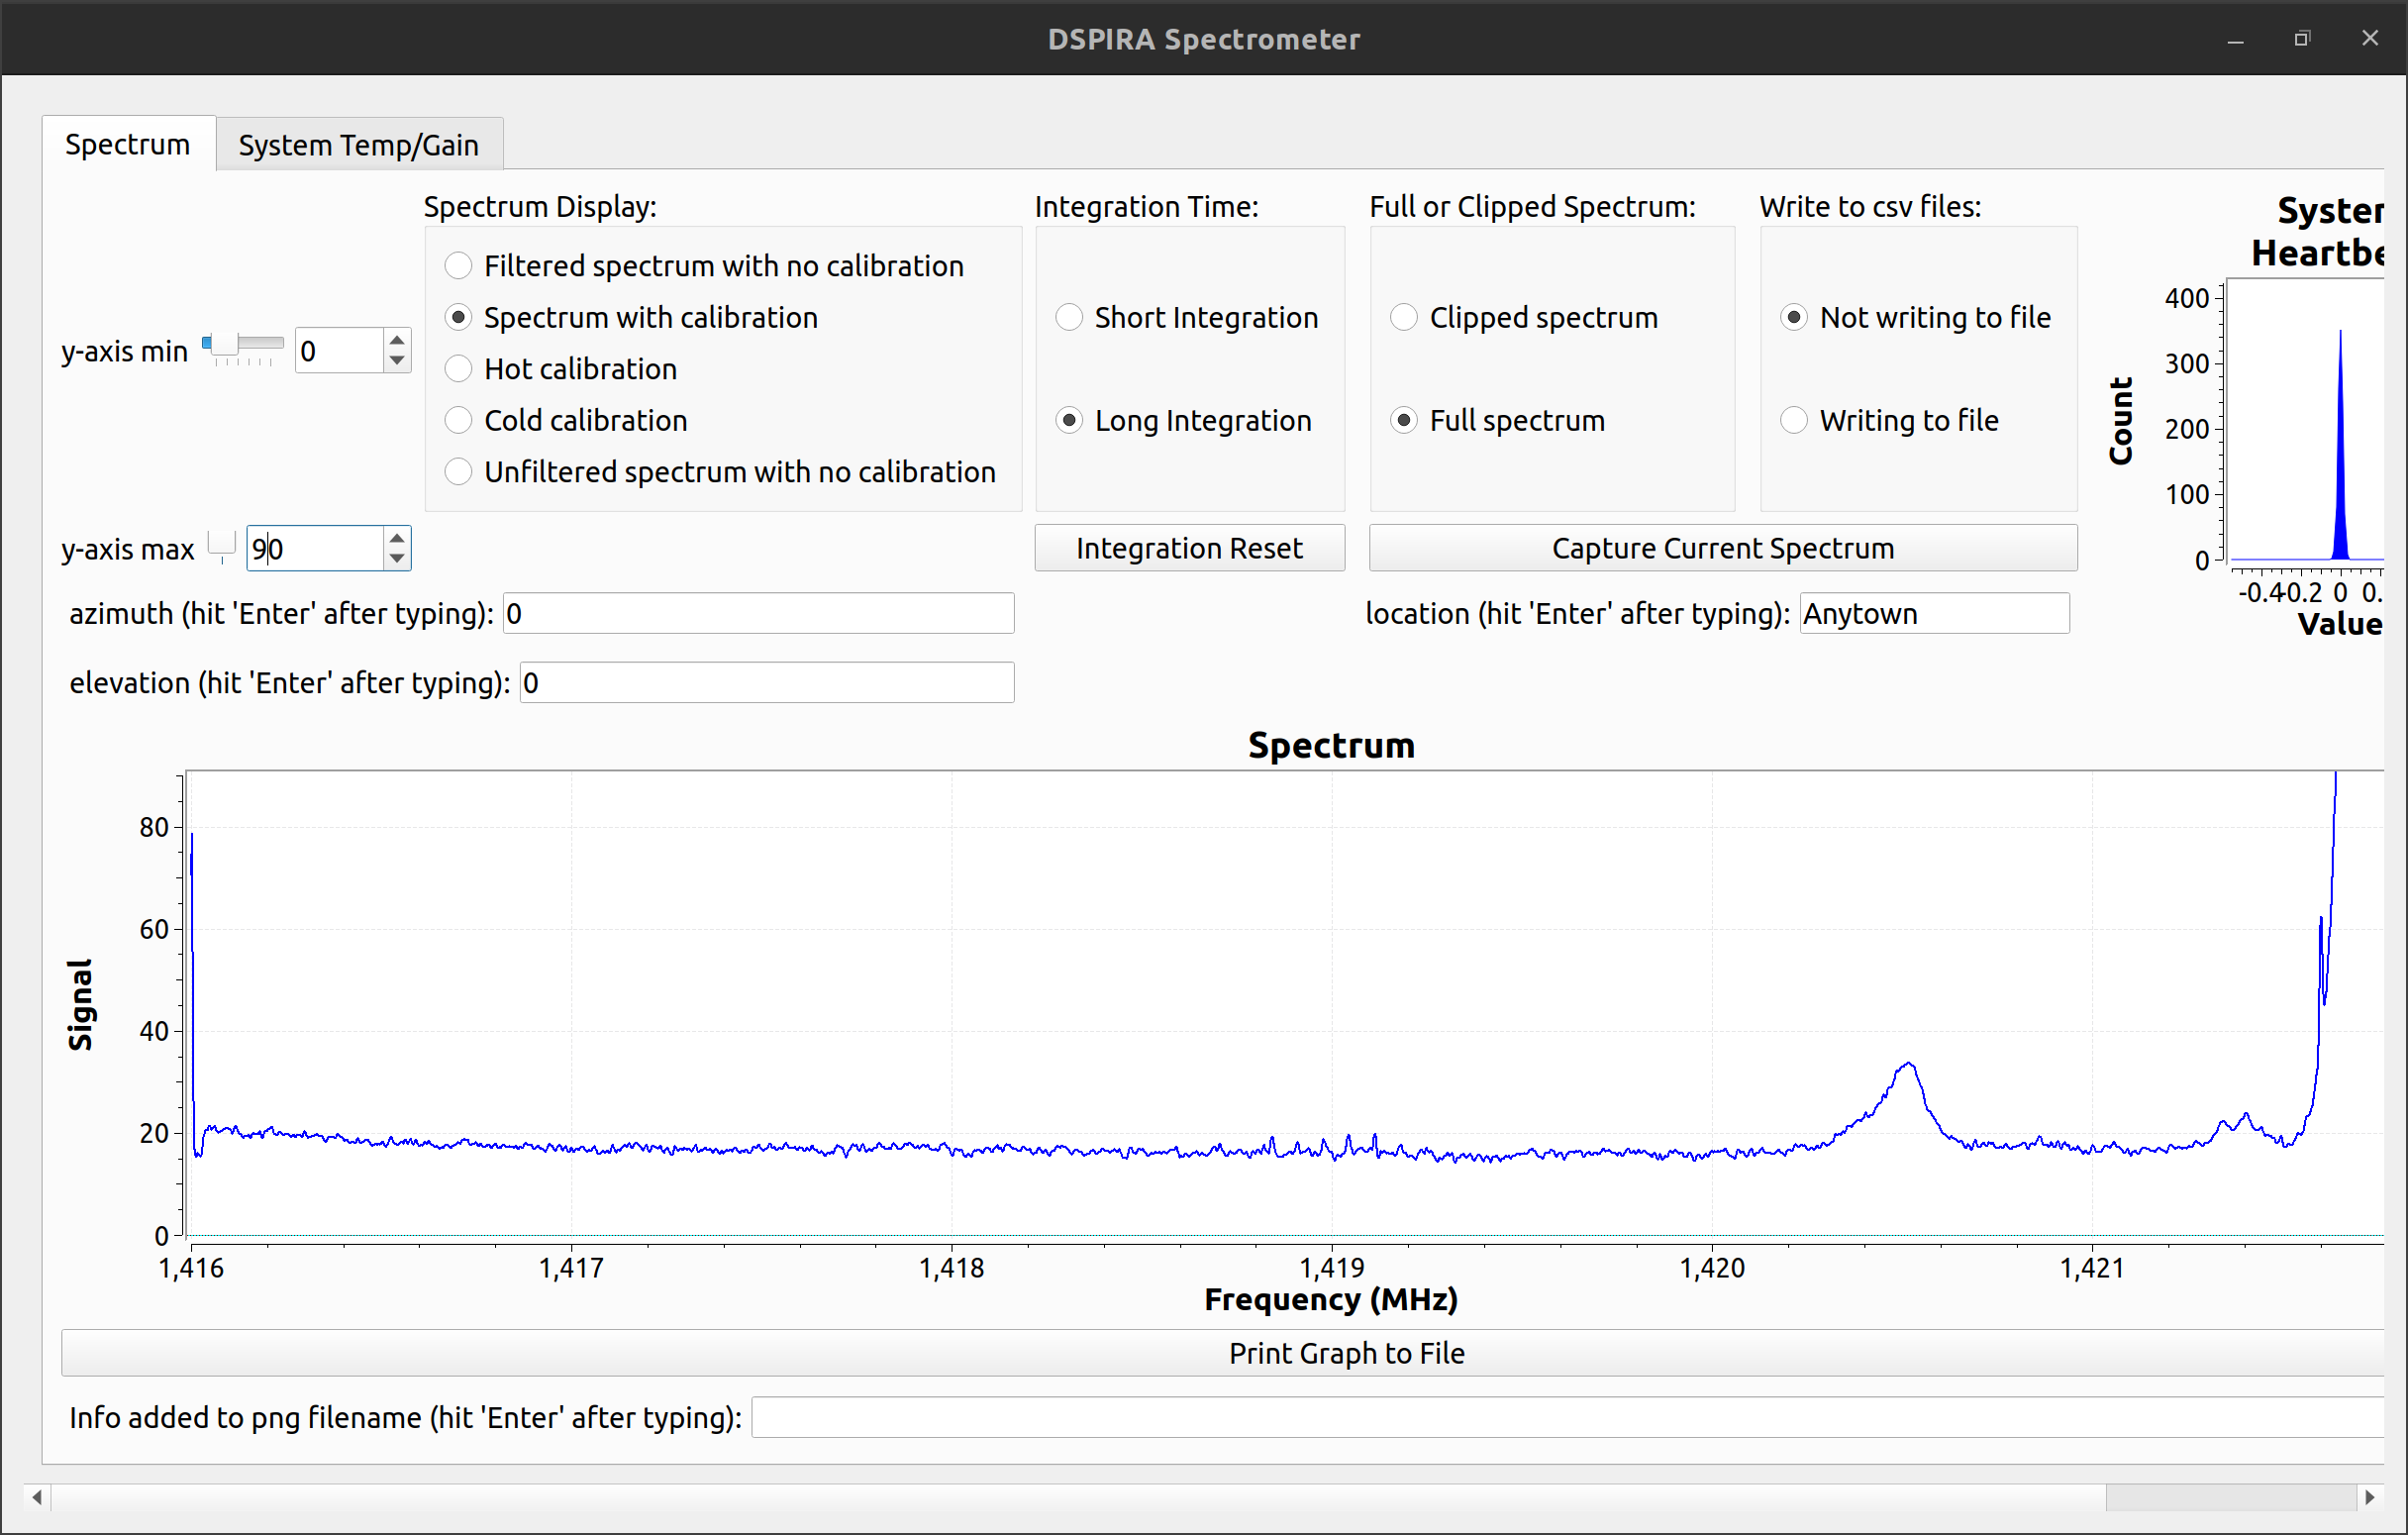 DSPIRA Spectrometer
Spectrum
System Temp/Gain
Spectrum Display:
Integration Time:
Full or Clipped Spectrum:
Write to csv files:
Filtered spectrum with no calibration
Spectrum with calibration
Hot calibration
Cold calibration
Unfiltered spectrum with no calibration
Short Integration
Long Integration
Clipped spectrum
Full spectrum
Not writing to file
Writing to file
y-axis min
0
y-axis max
90
Integration Reset
Capture Current Spectrum
azimuth (hit 'Enter' after typing):
0
location (hit 'Enter' after typing):
Anytown
elevation (hit 'Enter' after typing):
0
Count
400
300
200
100
0
-0.2 0
Value
Spectrum
Signal
80
60
40
20
0
1,416 1,417 1,418 1,419 1,420 1,421
Frequency (MHz)
Print Graph to File
Info added to png filename (hit 'Enter' after typing):